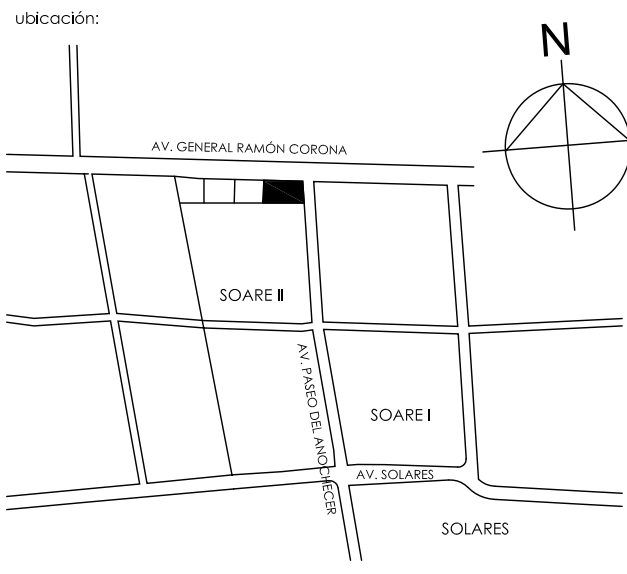 ubicación:
N
AV. GENERAL RAMÓN CORONA
SOARE II
AV. PASEO DEL ANOCHECER
SOARE I
AV. SOLARES
SOLARES